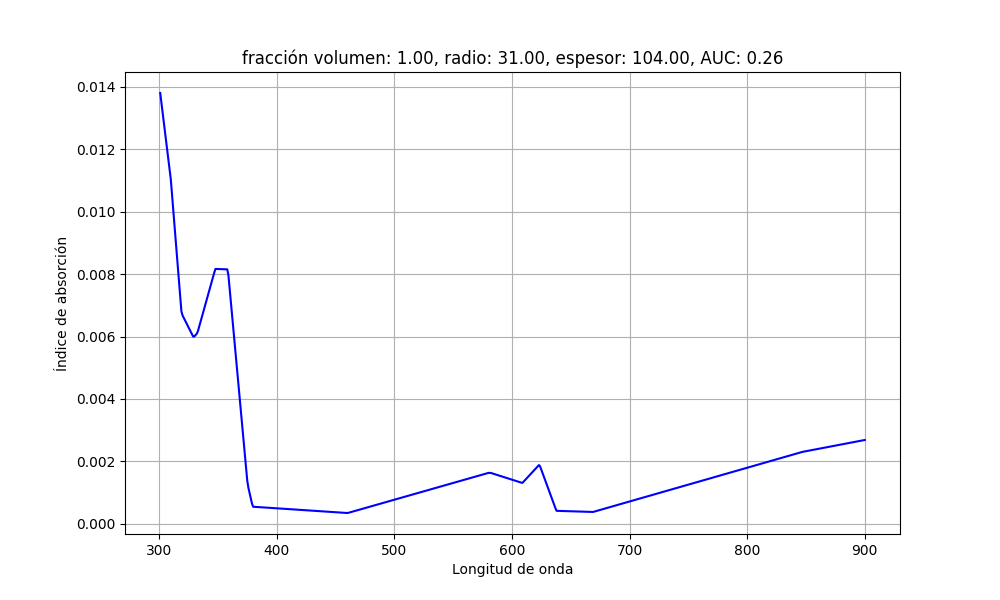 fracción volumen: 1.00, radio: 31.00, espesor: 104.00, AUC: 0.26
0.014
0.012
0.010
0.008
0.006
0.004
0.002
0.000
Índice de absorción
300 400 500 600 700 800 900
Longitud de onda